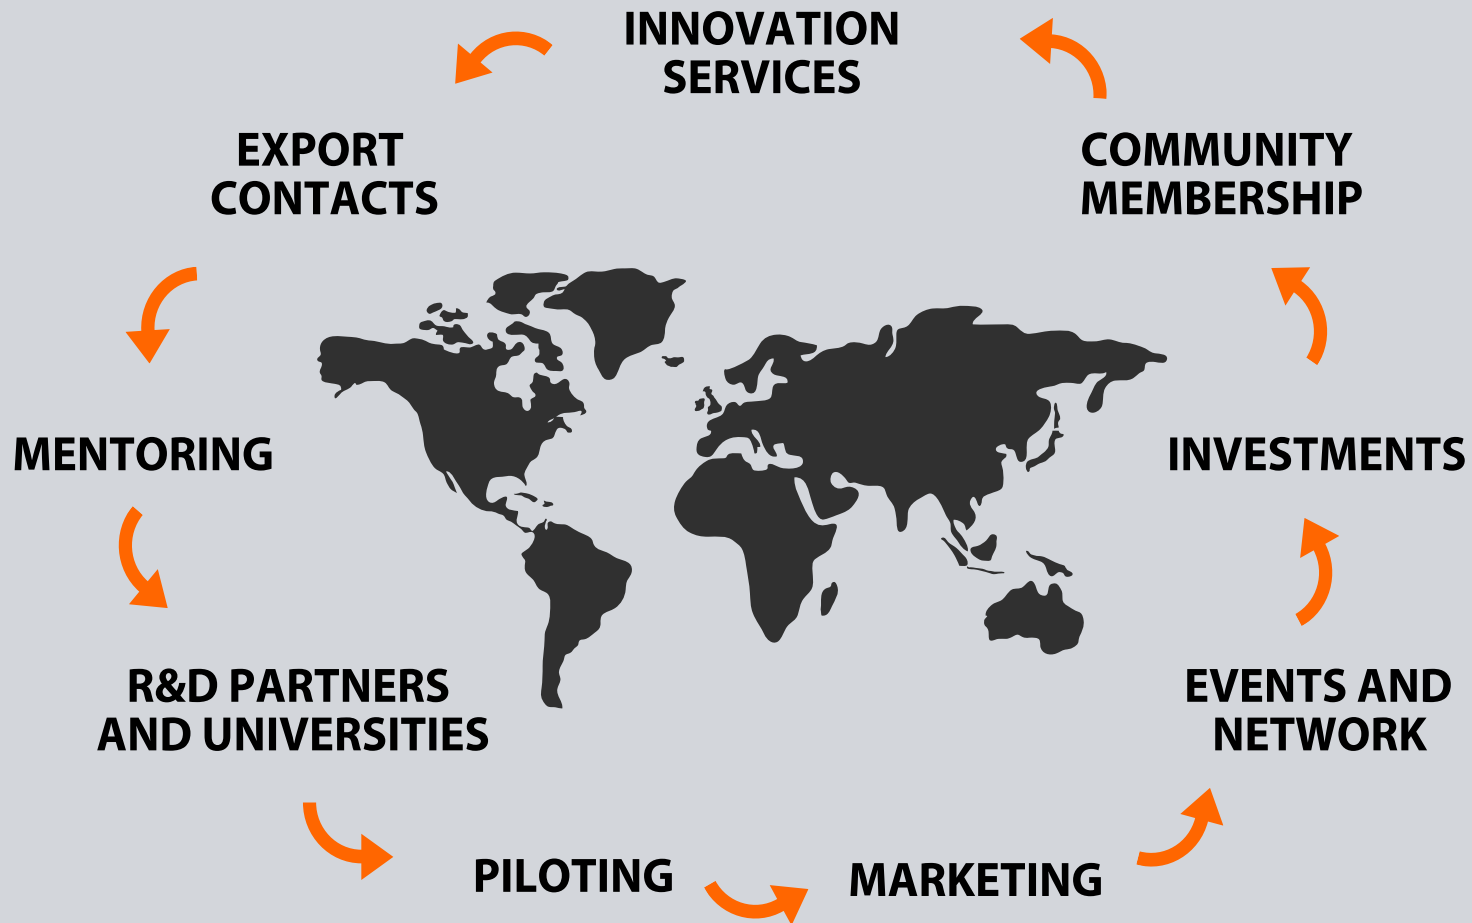 INNOVATION
SERVICES
EXPORT
CONTACTS
COMMUNITY
MEMBERSHIP
MENTORING
INVESTMENTS
R&D PARTNERS
AND UNIVERSITIES
EVENTS AND
NETWORK
PILOTING
MARKETING